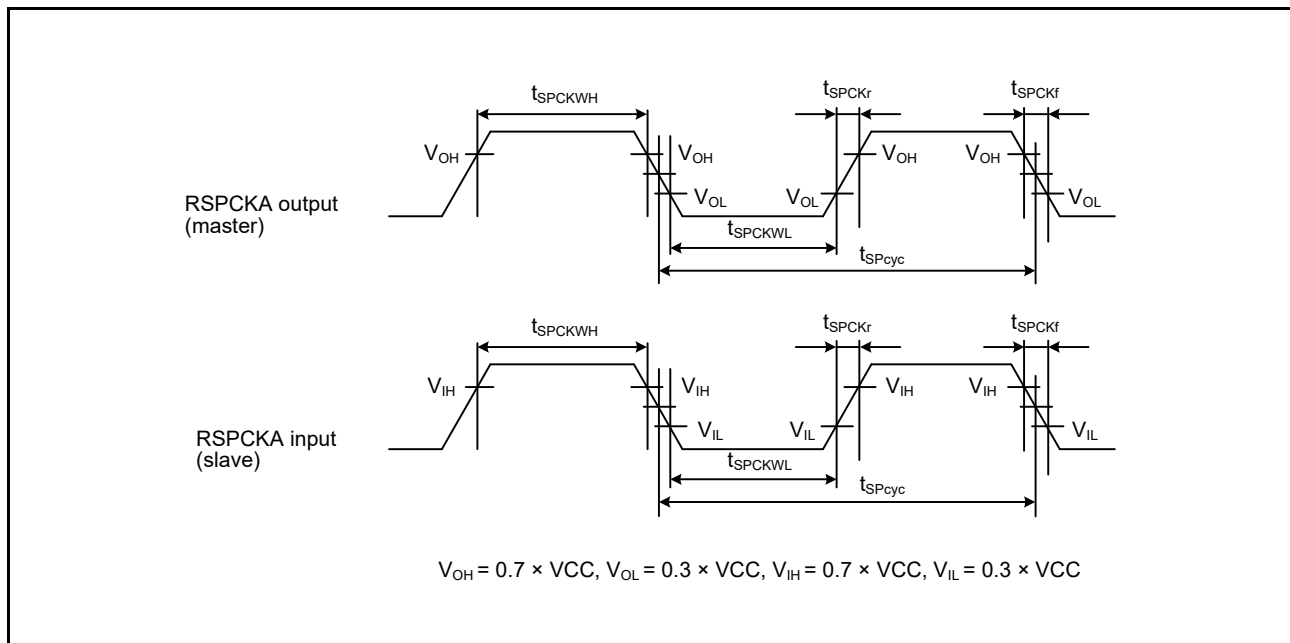 tSPCKWH tSPCKr tSPCKf
VOH VOH VOH VOH
RSPCKA output
(master)
VOL VOL VOL
tSPCKWL
tSPcyc
tSPCKWH tSPCKr tSPCKf
VIH VIH VIH VIH
RSPCKA input
(slave)
VIL VIL VIL
tSPCKWL
tSPcyc
VOH = 0.7 × VCC, VOL = 0.3 × VCC, VIH = 0.7 × VCC, VIL = 0.3 × VCC